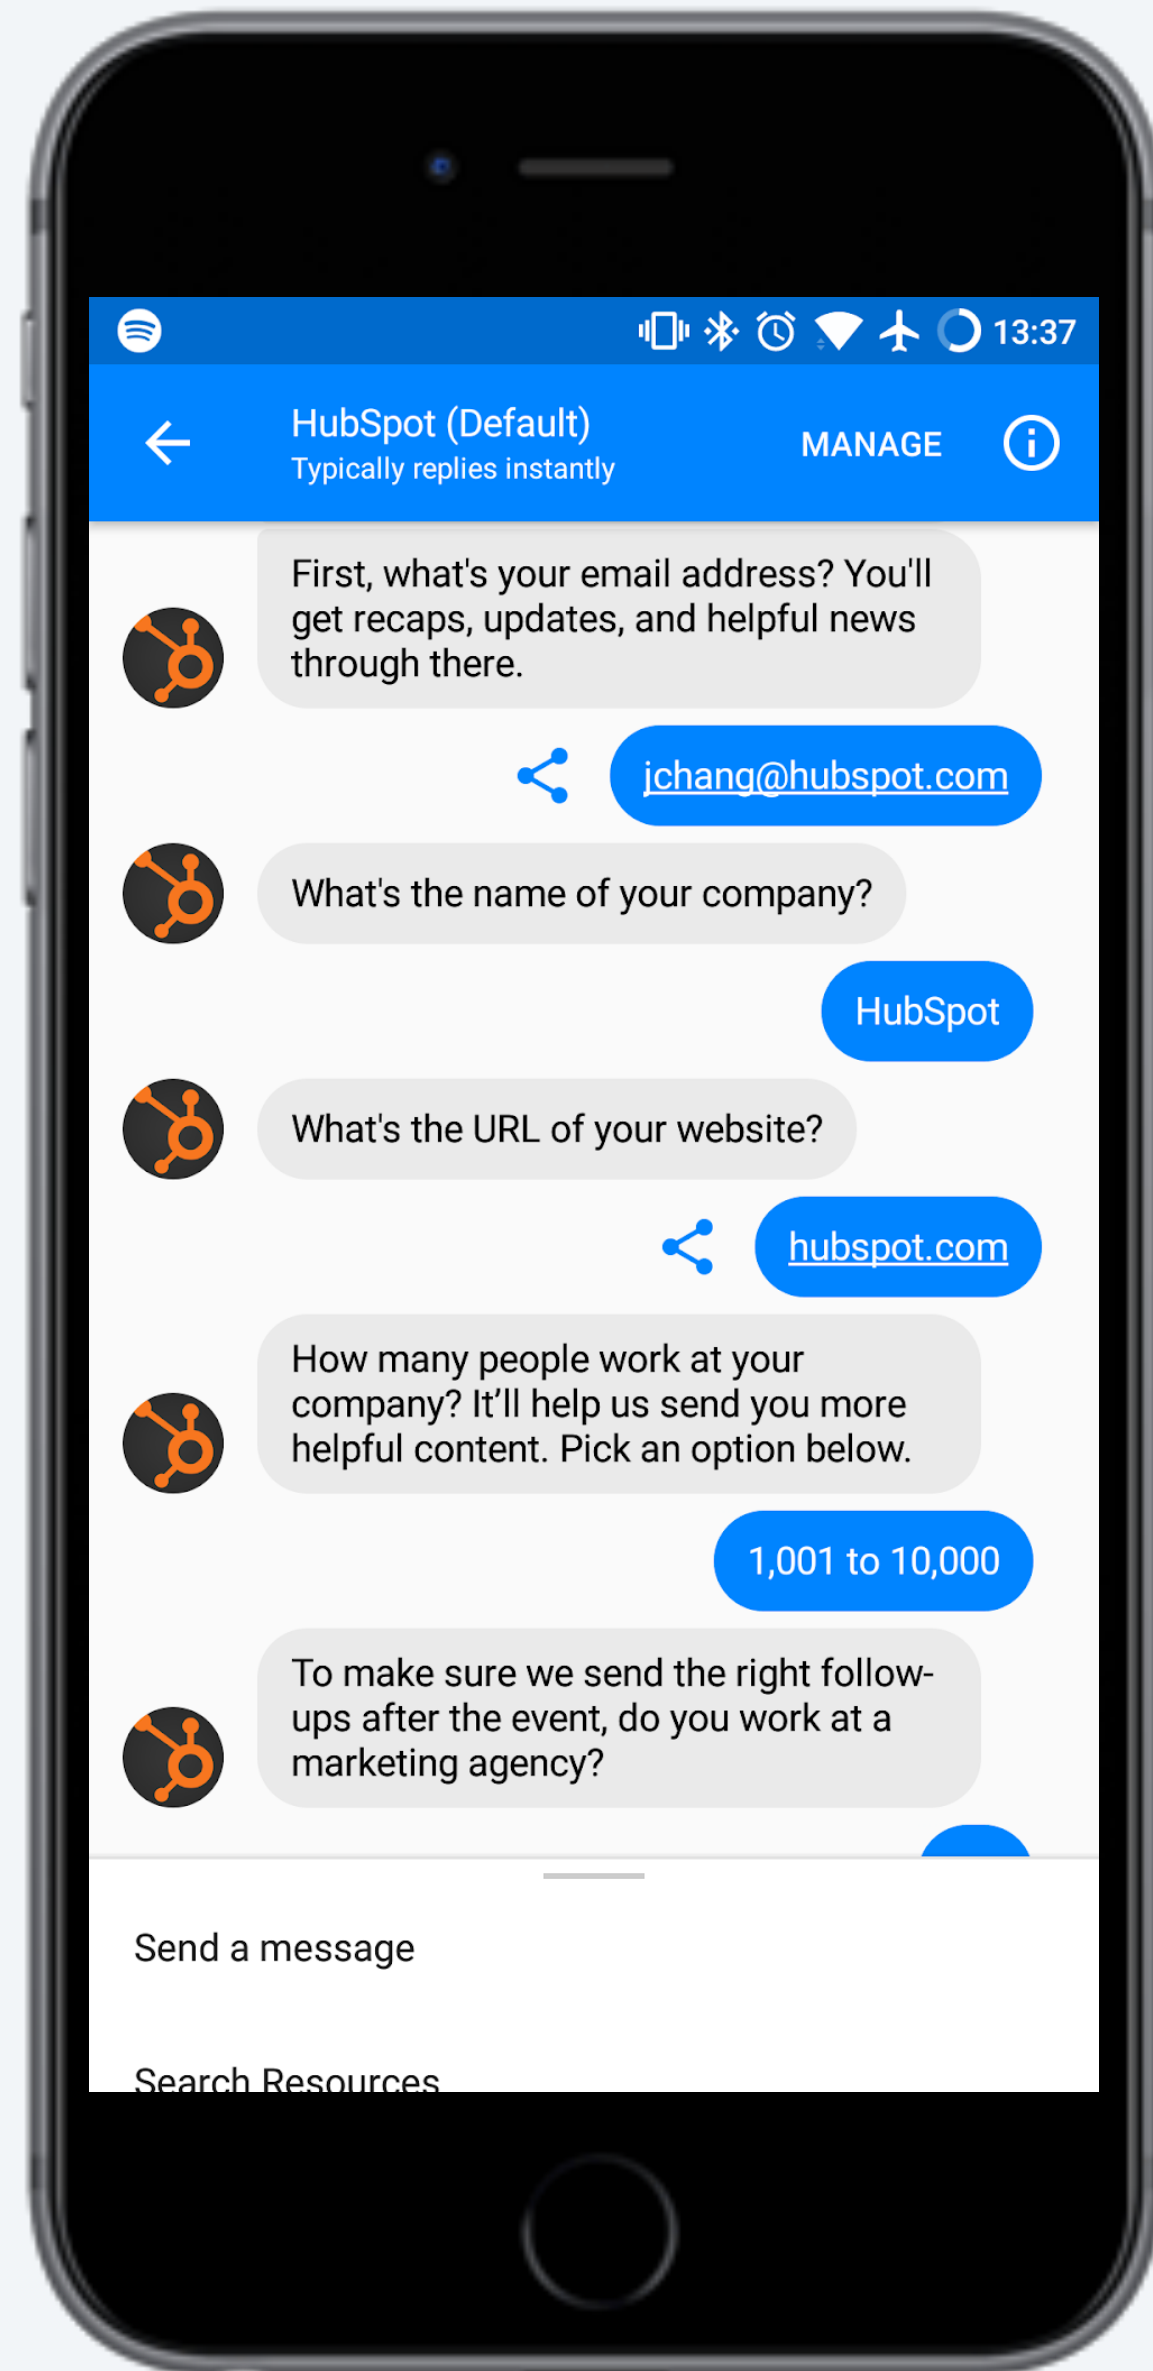 13:37
HubSpot (Default)
Typically replies instantly
MANAGE
First, what's your email address? You'll
get recaps, updates, and helpful news
through there.
jchang@hubspot.com
What's the name of your company?
HubSpot
What's the URL of your website?
hubspot.com
How many people work at your
company? It’ll help us send you more
helpful content. Pick an option below.
1,001 to 10,000
To make sure we send the right follow-
ups after the event, do you work at a
marketing agency?
Send a message
Search Resources